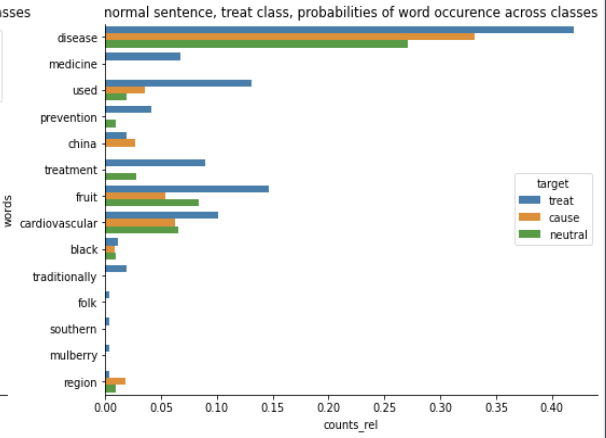 asses
normal sentence, treat class, probabilities of word occurence across classes
words
disease
medicine
used
prevention
china
treatment
fruit
cardiovascular
black
traditionally
folk
southern
mulberry
region
target
treat
cause
neutral
0.00 0.05 0.10 0.15 0.20 0.25 0.30 0.35 0.40
counts_rel